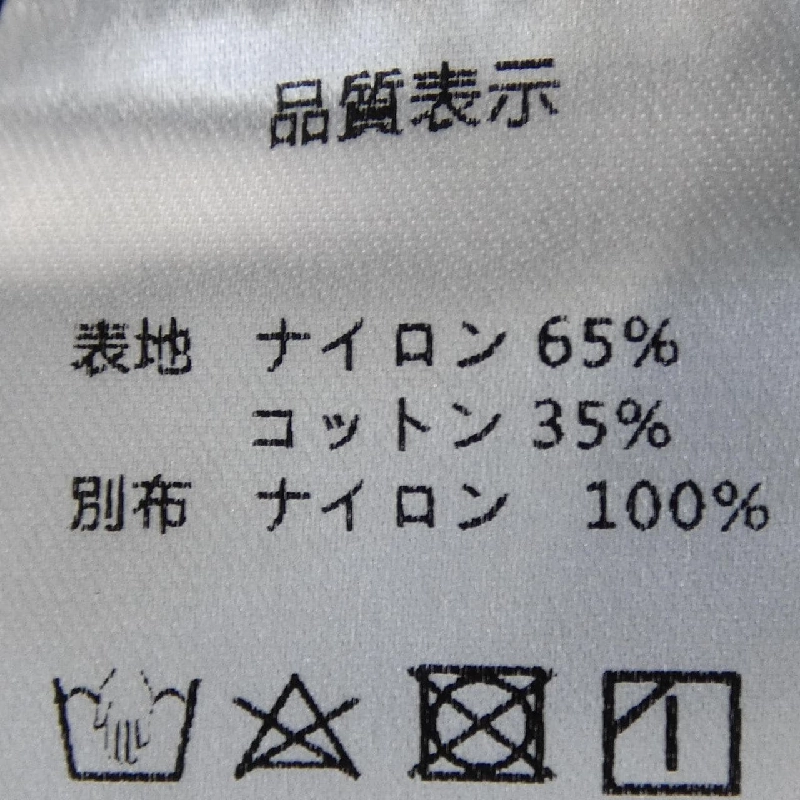 品質表示
表地 ナイロン 65%
コットン 35%
別布 ナイロン 100%